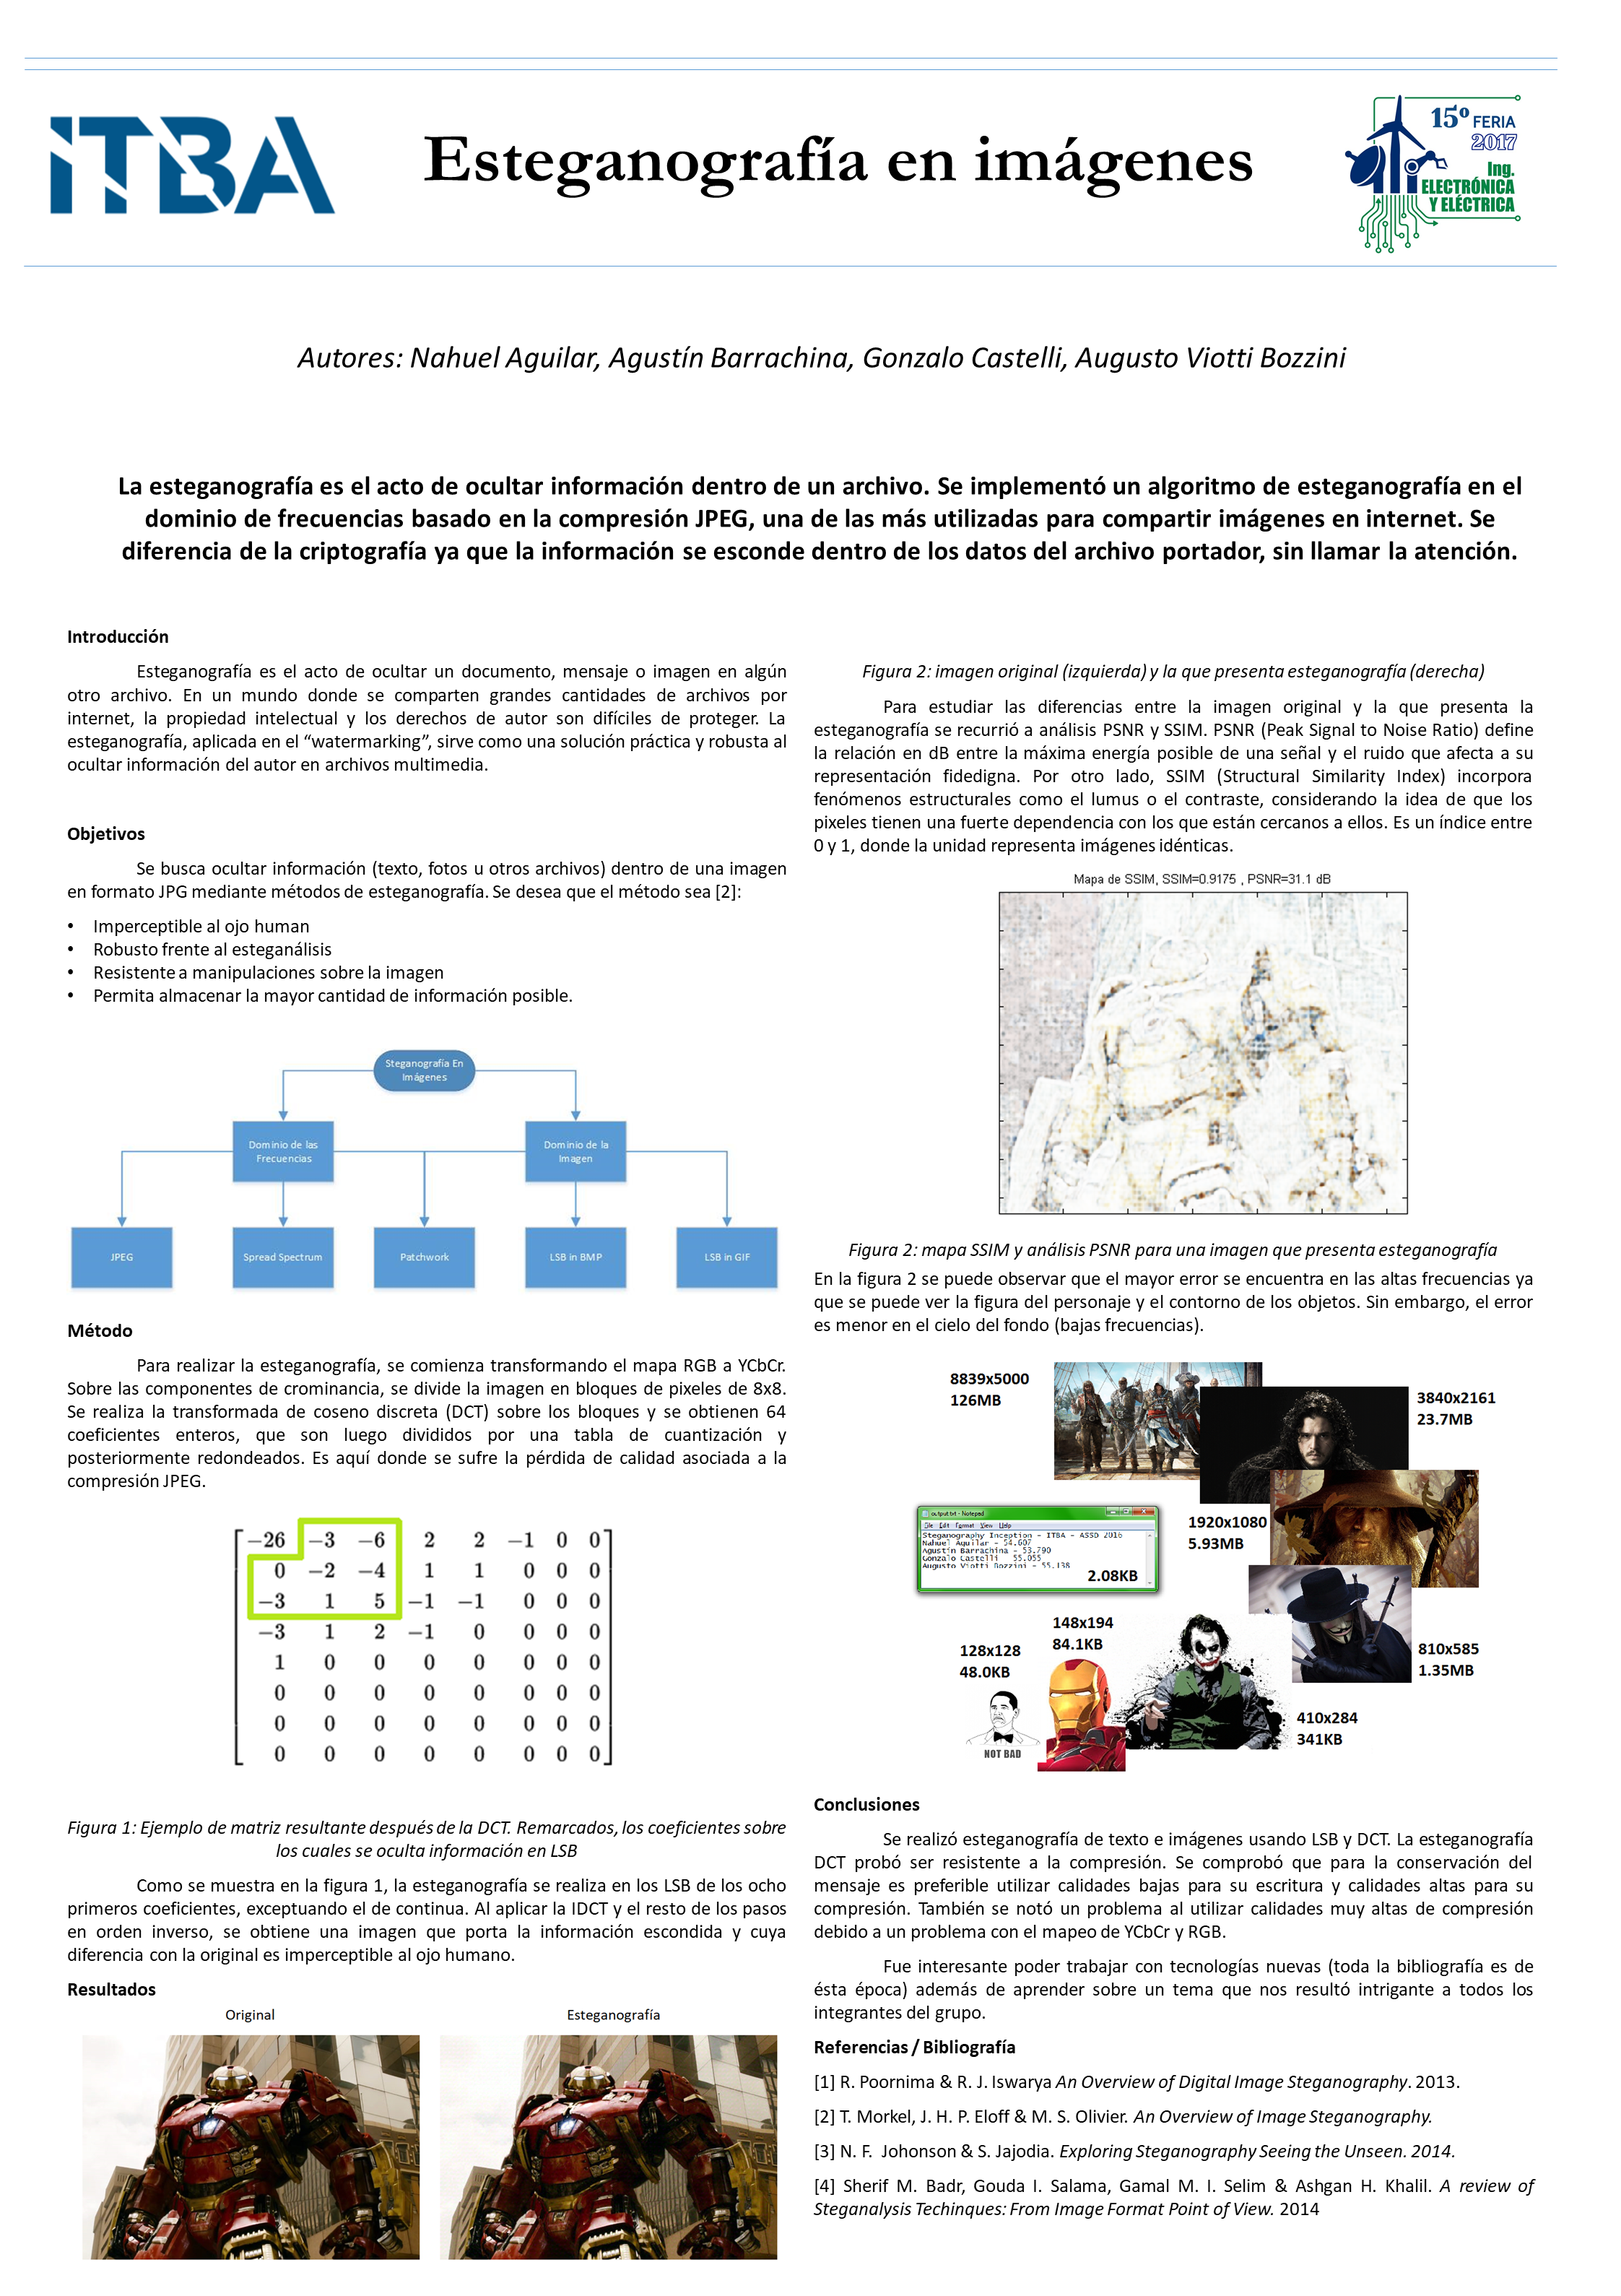 ITBA
Esteganografía en imágenes
15º FERIA
2017
Ing.
ELECTRÓNICA
Y ELÉCTRICA
Autores: Nahuel Aguilar, Agustín Barrachina, Gonzalo Castelli, Augusto Viotti Bozzini
La esteganografía es el acto de ocultar información dentro de un archivo. Se implementó un algoritmo de esteganografía en el
dominio de frecuencias basado en la compresión JPEG, una de las más utilizadas para compartir imágenes en internet. Se
diferencia de la criptografía ya que la información se esconde dentro de los datos del archivo portador, sin llamar la atención.
Introducción
Esteganografía es el acto de ocultar un documento, mensaje o imagen en algún
otro archivo. En un mundo donde se comparten grandes cantidades de archivos por
internet, la propiedad intelectual y los derechos de autor son difíciles de proteger. La
esteganografía, aplicada en el “watermarking”, sirve como una solución práctica y robusta al
ocultar información del autor en archivos multimedia.
Objetivos
Se busca ocultar información (texto, fotos u otros archivos) dentro de una imagen
en formato JPG mediante métodos de esteganografía. Se desea que el método sea [2]:
• Imperceptible al ojo human
• Robusto frente al esteganálisis
• Resistente a manipulaciones sobre la imagen
• Permita almacenar la mayor cantidad de información posible.
Steganografía En
Imágenes
Dominio de las
Frecuencias
Dominio de la
Imagen
JPEG
Spread Spectrum
Patchwork
LSB in BMP
LSB in GIF
Método
Para realizar la esteganografía, se comienza transformando el mapa RGB a YCbCr.
Sobre las componentes de crominancia, se divide la imagen en bloques de pixeles de 8x8.
Se realiza la transformada de coseno discreta (DCT) sobre los bloques y se obtienen 64
coeficientes enteros, que son luego divididos por una tabla de cuantización y
posteriormente redondeados. Es aquí donde se sufre la pérdida de calidad asociada a la
compresión JPEG.
−26 −3 −6 2 2 −1 0 0
0 −2 −4 1 1 0 0 0
−3 1 5 −1 −1 0 0 0
−3 1 2 −1 0 0 0 0
1 0 0 0 0 0 0 0
0 0 0 0 0 0 0 0
0 0 0 0 0 0 0 0
0 0 0 0 0 0 0 0
Figura 1: Ejemplo de matriz resultante después de la DCT. Remarcados, los coeficientes sobre
los cuales se oculta información en LSB
Como se muestra en la figura 1, la esteganografía se realiza en los LSB de los ocho
primeros coeficientes, exceptuando el de continua. Al aplicar la IDCT y el resto de los pasos
en orden inverso, se obtiene una imagen que porta la información escondida y cuya
diferencia con la original es imperceptible al ojo humano.
Resultados
Original
Esteganografía
Figura 2: imagen original (izquierda) y la que presenta esteganografía (derecha)
Para estudiar las diferencias entre la imagen original y la que presenta la
esteganografía se recurrió a análisis PSNR y SSIM. PSNR (Peak Signal to Noise Ratio) define
la relación en dB entre la máxima energía posible de una señal y el ruido que afecta a su
representación fidedigna. Por otro lado, SSIM (Structural Similarity Index) incorpora
fenómenos estructurales como el lumus o el contraste, considerando la idea de que los
pixeles tienen una fuerte dependencia con los que están cercanos a ellos. Es un índice entre
0 y 1, donde la unidad representa imágenes idénticas.
Mapa de SSIM, SSIM=0.9175 , PSNR=31.1 dB
Figura 2: mapa SSIM y análisis PSNR para una imagen que presenta esteganografía
En la figura 2 se puede observar que el mayor error se encuentra en las altas frecuencias ya
que se puede ver la figura del personaje y el contorno de los objetos. Sin embargo, el error
es menor en el cielo del fondo (bajas frecuencias).
8839x5000
126MB
3840x2161
23.7MB
1920x1080
5.93MB
output.txt - Notepad
File Edit Format View Help
Steganography Inception - ITBA - ASSD 2016
Nahuel Aguilar - 54.607
Agustin Barrachina - 53.790
Gonzalo Castelli - 55.055
Augusto Viotti Bozzini - 55.138
2.08KB
810x585
1.35MB
148x194
84.1KB
128x128
48.0KB
NOT BAD
410x284
341KB
Conclusiones
Se realizó esteganografía de texto e imágenes usando LSB y DCT. La esteganografía
DCT probó ser resistente a la compresión. Se comprobó que para la conservación del
mensaje es preferible utilizar calidades bajas para su escritura y calidades altas para su
compresión. También se notó un problema al utilizar calidades muy altas de compresión
debido a un problema con el mapeo de YCbCr y RGB.
Fue interesante poder trabajar con tecnologías nuevas (toda la bibliografía es de
ésta época) además de aprender sobre un tema que nos resultó intrigante a todos los
integrantes del grupo.
Referencias / Bibliografía
[1] R. Poornima & R. J. Iswarya An Overview of Digital Image Steganography. 2013.
[2] T. Morkel, J. H. P. Eloff & M. S. Olivier. An Overview of Image Steganography.
[3] N. F. Johonson & S. Jajodia. Exploring Steganography Seeing the Unseen. 2014.
[4] Sherif M. Badr, Gouda I. Salama, Gamal M. I. Selim & Ashgan H. Khalil. A review of
Steganalysis Techinques: From Image Format Point of View. 2014